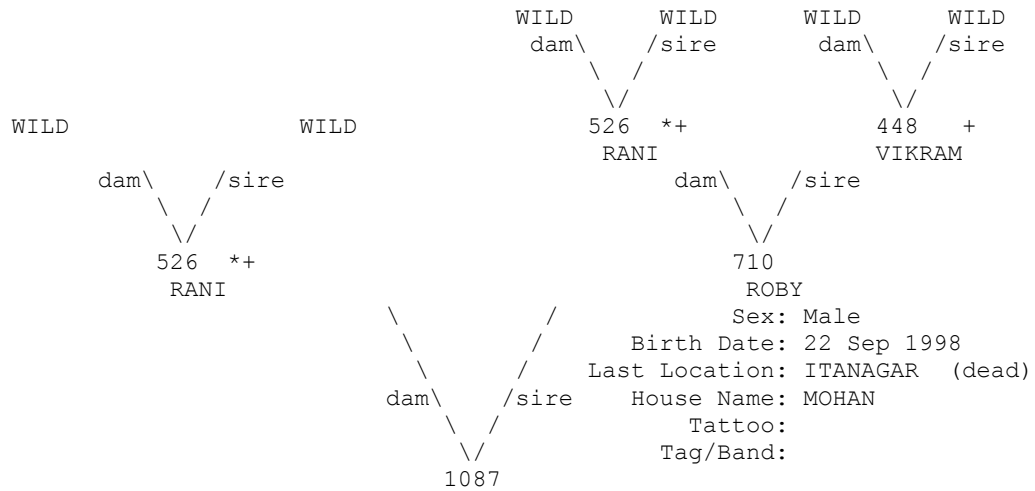 WILD WILD WILD WILD
dam\ /sire dam\ /sire
\ / \ /
\/ \/
WILD WILD 526 *+ 448 +
RANI VIKRAM
dam\ /sire dam\ /sire
\ / \ /
\/ \/
526 *+ 710
RANI ROBY
\ / Sex: Male
\ / Birth Date: 22 Sep 1998
\ / Last Location: ITANAGAR (dead)
dam\ /sire House Name: MOHAN
\ / Tattoo:
\/ Tag/Band:
1087